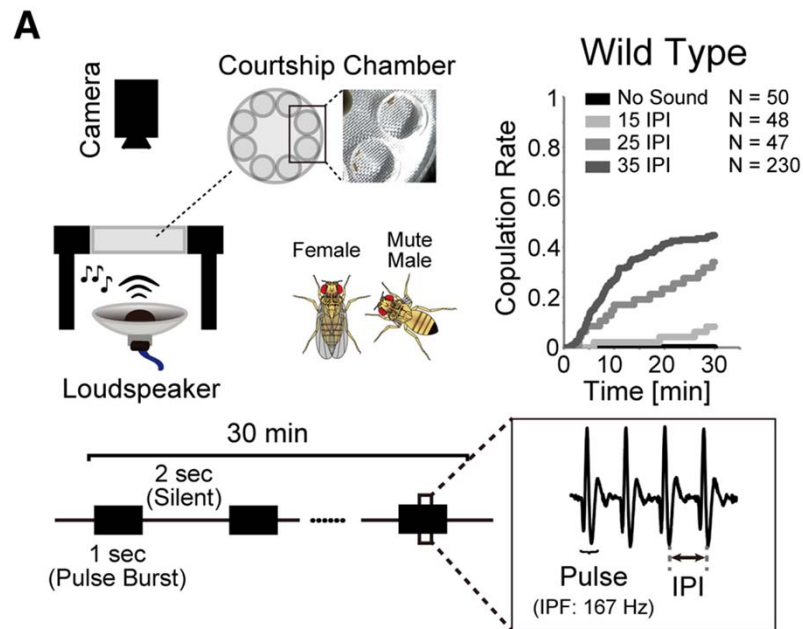 A
Camera
Courtship Chamber
Female
Mute
Male
Loudspeaker
Wild Type
No Sound N = 50
15 IPI N = 48
25 IPI N = 47
35 IPI N = 230
Copulation Rate
1
0.8
0.6
0.4
0.2
0
0 10 20 30
Time [min]
30 min
2 sec
(Silent)
1 sec
(Pulse Burst)
Pulse
(IPF: 167 Hz)
IPI